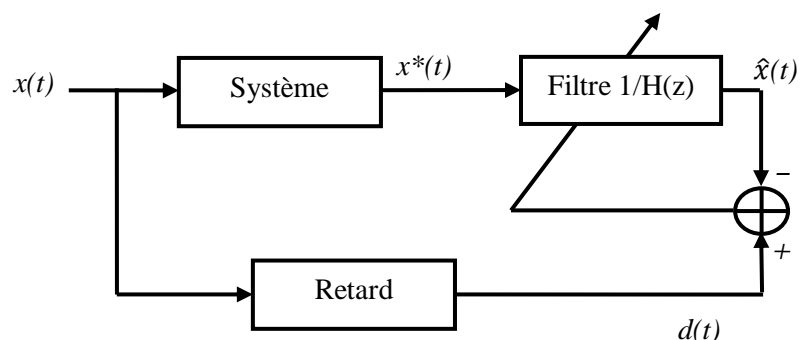 x(t)
Système
x*(t)
Filtre 1/H(z)
x̂(t)
−
+
Retard
d(t)